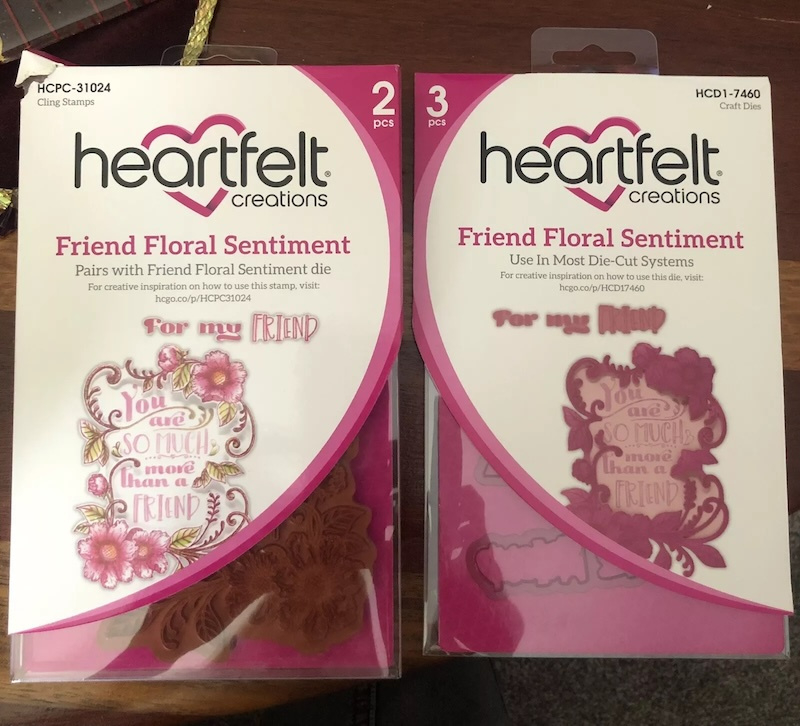 HCPC-31024
Cling Stamps
2
pcs
heartfelt®
creations
Friend Floral Sentiment
Pairs with Friend Floral Sentiment die
For creative inspiration on how to use this stamp, visit:
hcgo.co/p/HCPC31024
for my FRIEND
You
are
SO MUCH
more
than a
FRIEND
3
pcs
HCD1-7460
Craft Dies
heartfelt®
creations
Friend Floral Sentiment
Use In Most Die-Cut Systems
For creative inspiration on how to use this die, visit:
hcgo.co/p/HCD17460
for my FRIEND
You
are
SO MUCH
more
than a
FRIEND